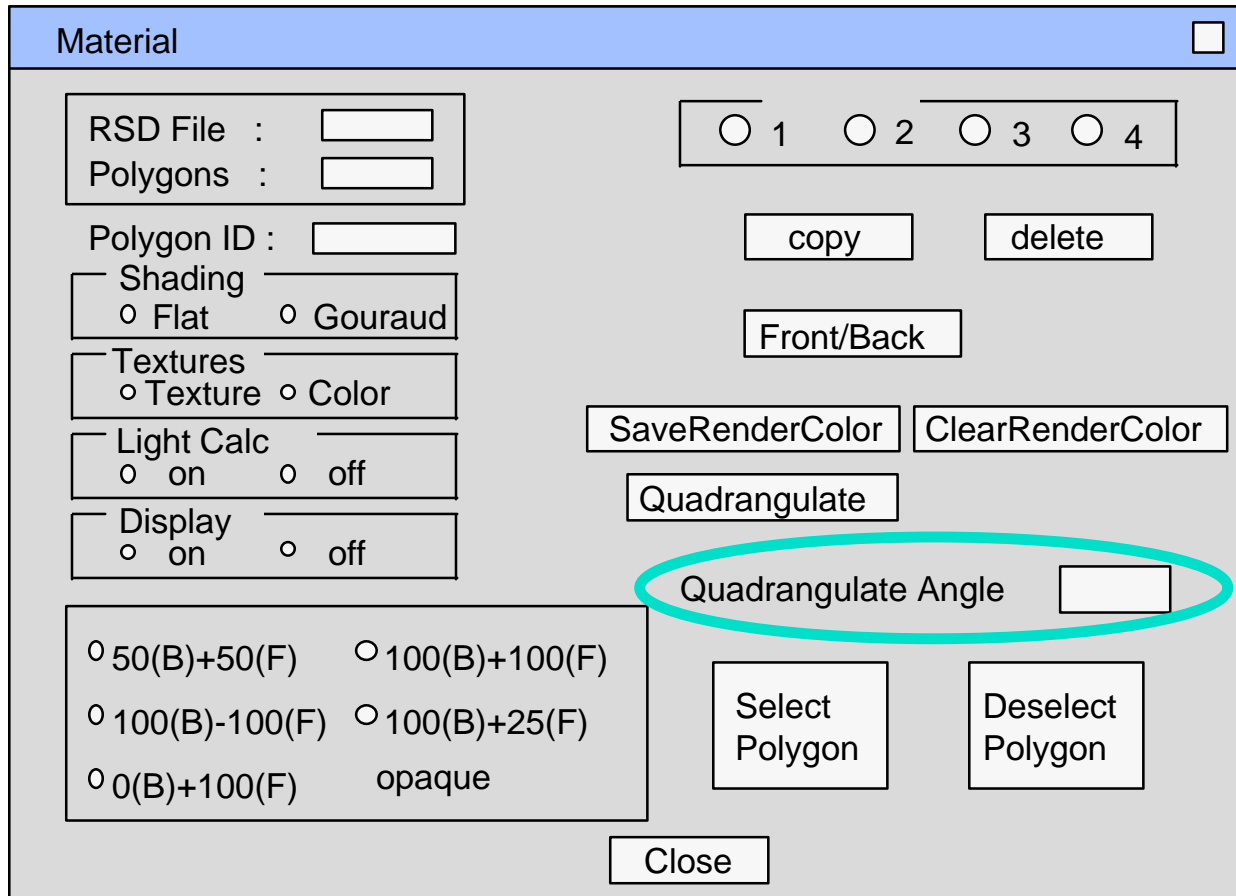 Material
RSD File :
Polygons :
Polygon ID :
Shading
Flat Gouraud
Textures
Texture Color
Light Calc
on off
Display
on off
50(B)+50(F) 100(B)+100(F)
100(B)-100(F) 100(B)+25(F)
0(B)+100(F) opaque
1 2 3 4
copy delete
Front/Back
SaveRenderColor ClearRenderColor
Quadrangulate
Quadrangulate Angle
Select
Polygon
Deselect
Polygon
Close